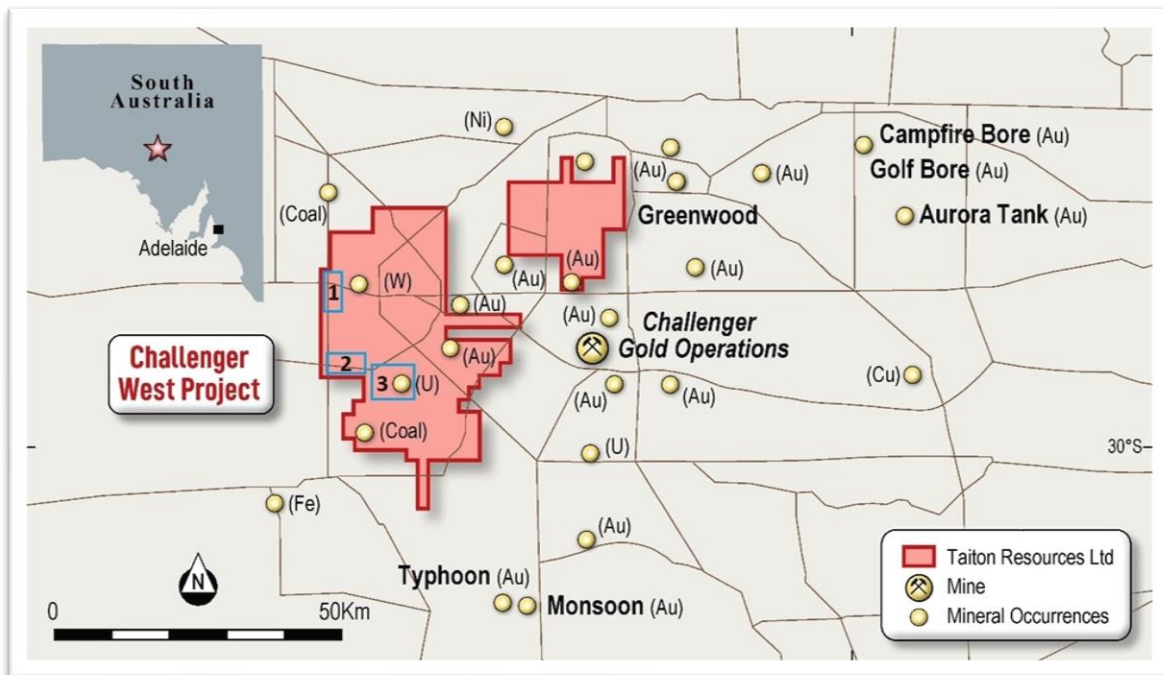 South
Australia
Adelaide
(Ni)
(Coal)
(Au)
Campfire Bore (Au)
(Au)
Golf Bore (Au)
Greenwood
Aurora Tank (Au)
(W)
(Au)
(Au)
(Au)
1
(Au)
(Au)
Challenger
Gold Operations
Challenger
West Project
2
(Au)
3
(U)
(Cu)
(Au)
(Au)
(Coal)
(U)
30°S
(Fe)
(Au)
N
0
50Km
Typhoon (Au)
Monsoon (Au)
Taiton Resources Ltd
Mine
Mineral Occurrences